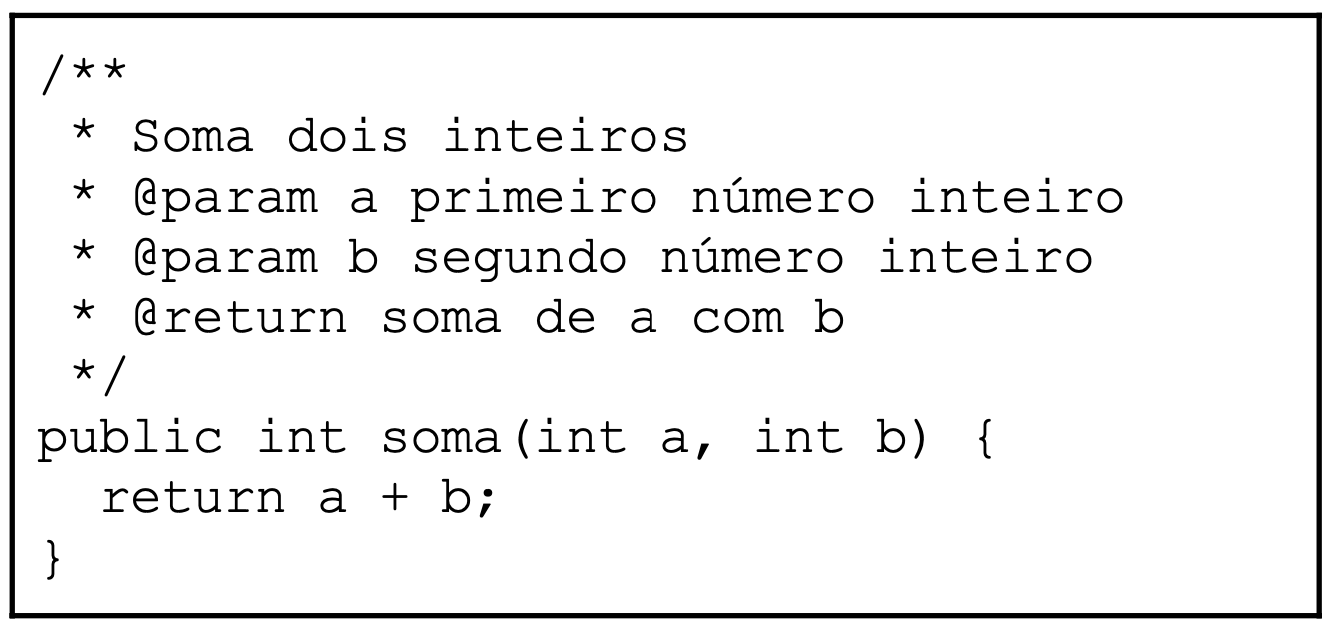 /**
 * Soma dois inteiros
 * @param a primeiro número inteiro
 * @param b segundo número inteiro
 * @return soma de a com b
 */
public int soma(int a, int b) {
  return a + b;
}